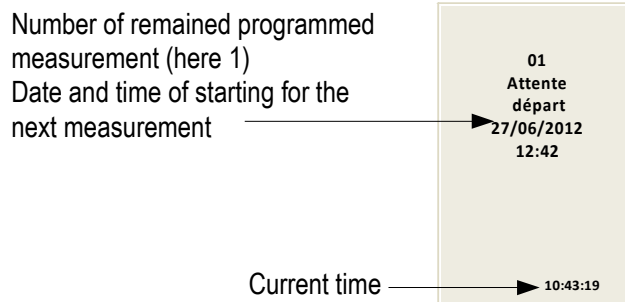 Number of remained programmed
measurement (here 1)
Date and time of starting for the
next measurement
01
Attente
départ
27/06/2012
12:42
Current time
10:43:19